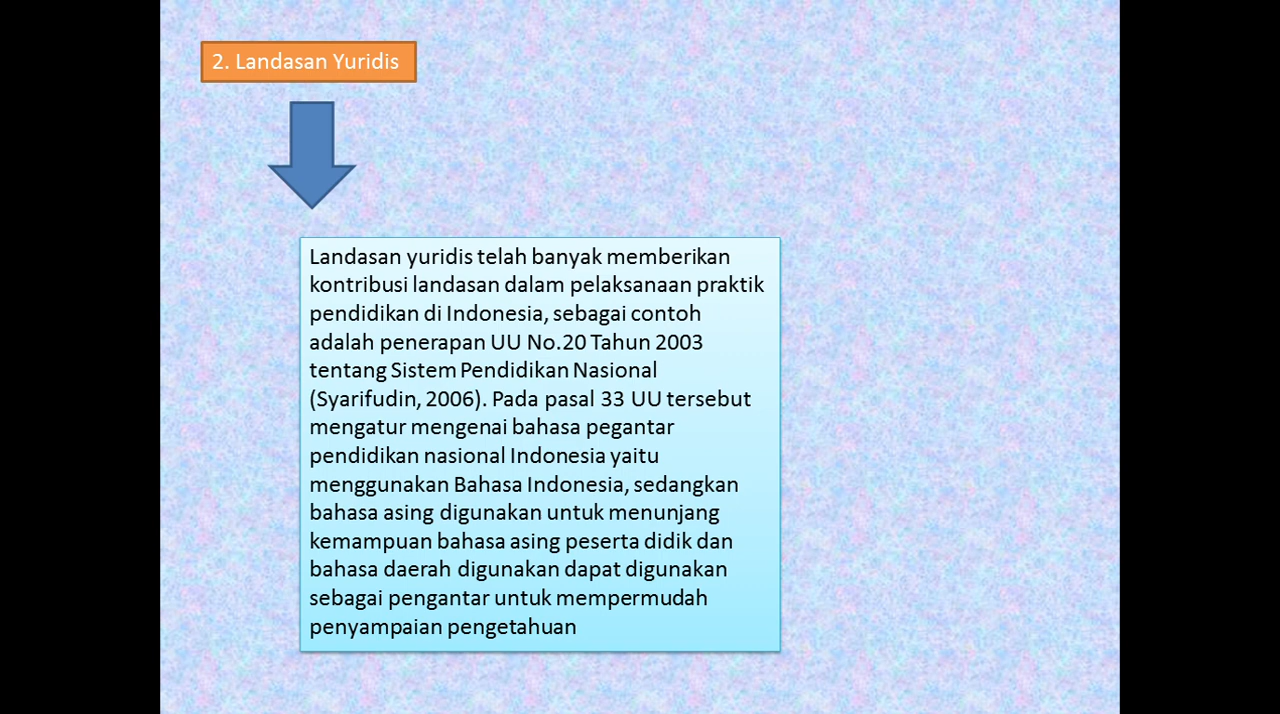 2. Landasan Yuridis
Landasan yuridis telah banyak memberikan
kontribusi landasan dalam pelaksanaan praktik
pendidikan di Indonesia, sebagai contoh
adalah penerapan UU No.20 Tahun 2003
tentang Sistem Pendidikan Nasional
(Syarifudin, 2006). Pada pasal 33 UU tersebut
mengatur mengenai bahasa pegantar
pendidikan nasional Indonesia yaitu
menggunakan Bahasa Indonesia, sedangkan
bahasa asing digunakan untuk menunjang
kemampuan bahasa asing peserta didik dan
bahasa daerah digunakan dapat digunakan
sebagai pengantar untuk mempermudah
penyampaian pengetahuan